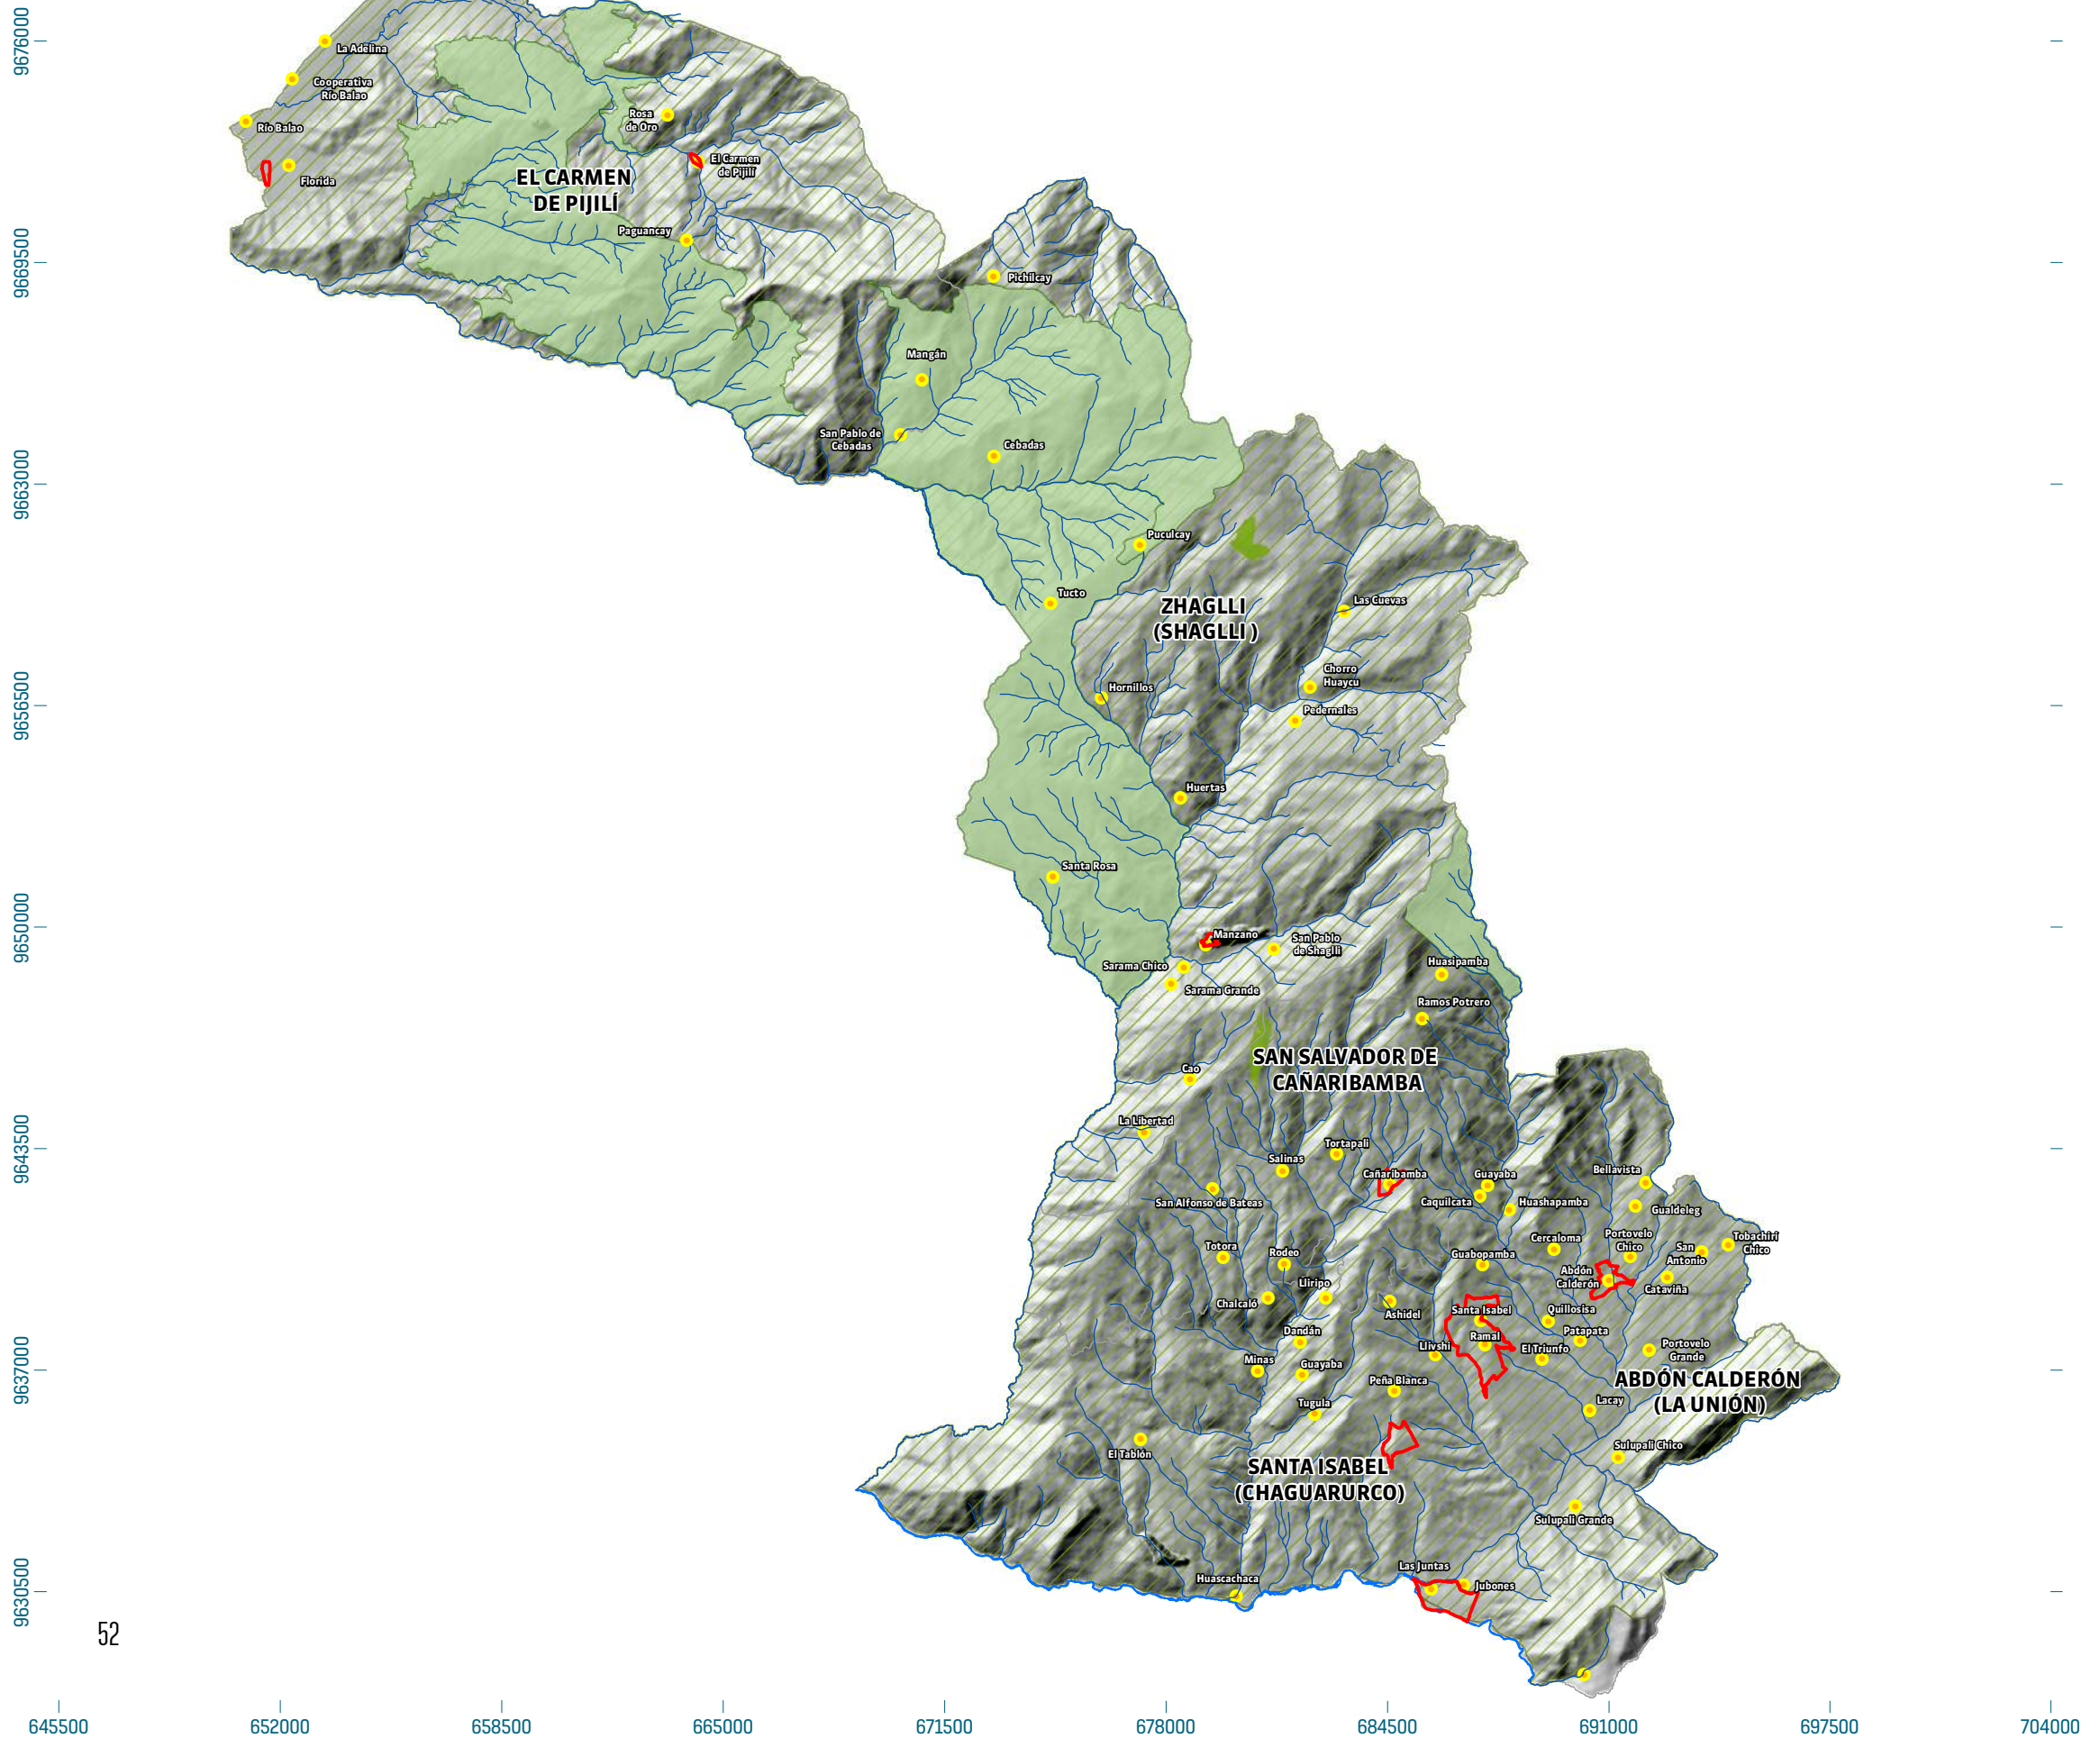 9676000
La Adelina
Cooperativa
Río Balao
Río Balao
Florida
Rosa
de Oro
El Carmen
de Pijilí
EL CARMEN
DE PIJILÍ
Paguancay
9669500
Pichilcay
Mangán
San Pablo de
Cebadas
Cebadas
9663000
Puculcay
Tucto
ZHAGLLI
(SHAGLLI )
Las Cuevas
Chorro
Huaycu
Hornillos
Pedernales
9656500
Huertas
Santa Rosa
9650000
Manzano
San Pablo
de Shaglli
Sarama Chico
Sarama Grande
Huasipamba
Ramos Potrero
SAN SALVADOR DE
CAÑARIBAMBA
Cao
La Libertad
9643500
Tortapali
Salinas
Cañaribamba
San Alfonso de Bateas
Guayaba
Caquilcata
Huashapamba
Bellavista
Gualdeleg
Totora
Rodeo
Guabopamba
Cercaloma
Portovelo
Chico
San
Antonio
Tobachirí
Chico
Abdón
Calderón
Cataviña
Lliripo
Chalcaló
Ashidel
Santa Isabel
Quillosisa
Dandán
Ramal
Patapata
Llivshi
El Triunfo
Portovelo
Grande
9637000
Minas
Guayaba
Peña Blanca
ABDÓN CALDERÓN
(LA UNIÓN)
Tugula
Lacay
El Tablón
Sulupali Chico
SANTA ISABEL
(CHAGUARURCO)
Sulupali Grande
Las Juntas
Huascachaca
Jubones
9630500
52
645500
652000
658500
665000
671500
678000
684500
691000
697500
704000